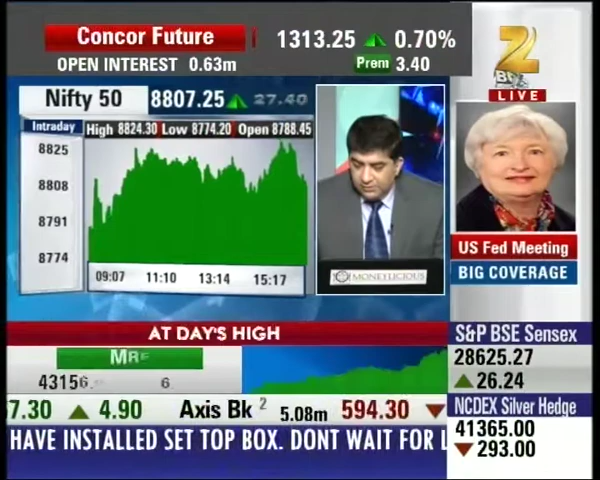 Concor Future
1313.25 0.70%
OPEN INTEREST 0.63m
Prem 3.40
Z
LIVE
Nifty 50 8807.25 27.40
Intraday
High 8824.30 Low 8774.20 Open 8788.45
8825
8808
8791
8774
09:07 11:10 13:14 15:17
MONEYLICIOUS
US Fed Meeting
BIG COVERAGE
AT DAY'S HIGH
MRF
S&P BSE Sensex
28625.27
26.24
7.30 4.90 Axis Bk 2 5.08m 594.30
NCDEX Silver Hedge
41365.00
293.00
HAVE INSTALLED SET TOP BOX. DONT WAIT FOR L